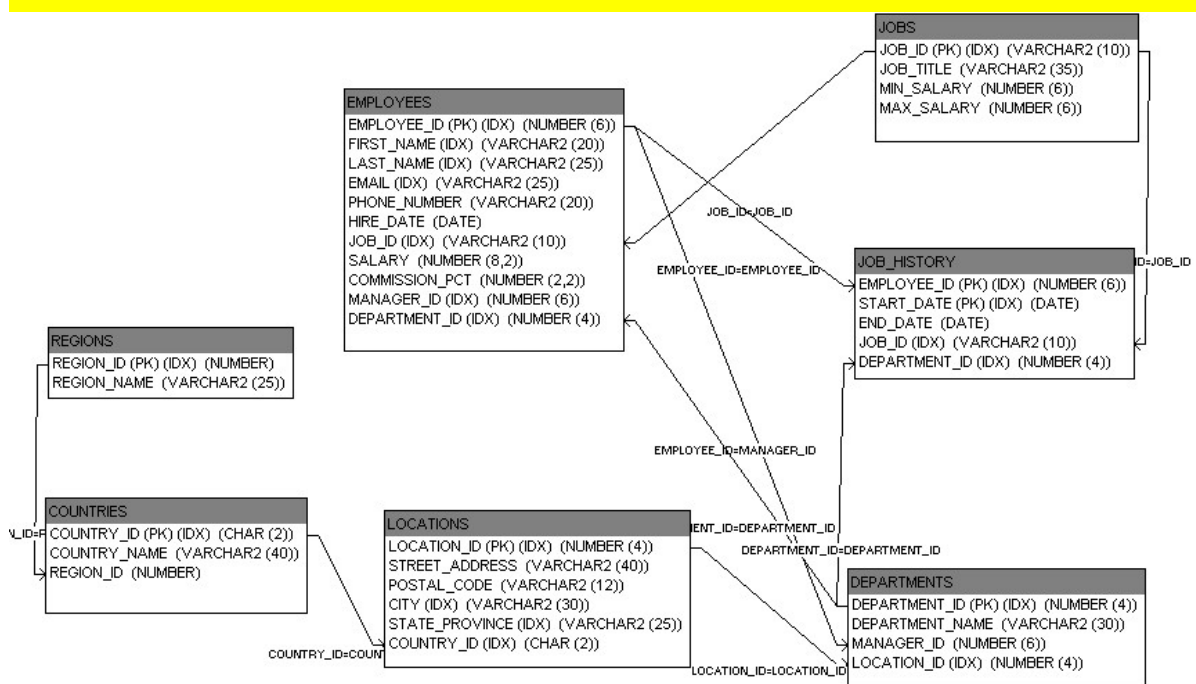 JOBS
JOB_ID (PK) (IDX) (VARCHAR2 (10))
JOB_TITLE (VARCHAR2 (35))
MIN_SALARY (NUMBER (6))
MAX_SALARY (NUMBER (6))
EMPLOYEES
EMPLOYEE_ID (PK) (IDX) (NUMBER (6))
FIRST_NAME (IDX) (VARCHAR2 (20))
LAST_NAME (IDX) (VARCHAR2 (25))
EMAIL (IDX) (VARCHAR2 (25))
PHONE_NUMBER (VARCHAR2 (20))
HIRE_DATE (DATE)
JOB_ID (IDX) (VARCHAR2 (10))
SALARY (NUMBER (8,2))
COMMISSION_PCT (NUMBER (2,2))
MANAGER_ID (IDX) (NUMBER (6))
DEPARTMENT_ID (IDX) (NUMBER (4))
JOB_ID=JOB_ID
EMPLOYEE_ID=EMPLOYEE_ID
JOB_HISTORY
EMPLOYEE_ID (PK) (IDX) (NUMBER (6))
START_DATE (PK) (IDX) (DATE)
END_DATE (DATE)
JOB_ID (IDX) (VARCHAR2 (10))
DEPARTMENT_ID (IDX) (NUMBER (4))
ID=JOB_ID
REGIONS
REGION_ID (PK) (IDX) (NUMBER)
REGION_NAME (VARCHAR2 (25))
EMPLOYEE_ID=MANAGER_ID
COUNTRIES
COUNTRY_ID (PK) (IDX) (CHAR (2))
COUNTRY_NAME (VARCHAR2 (40))
REGION_ID (NUMBER)
COUNTRY_ID=COUNT
LOCATIONS
LOCATION_ID (PK) (IDX) (NUMBER (4))
STREET_ADDRESS (VARCHAR2 (40))
POSTAL_CODE (VARCHAR2 (12))
CITY (IDX) (VARCHAR2 (30))
STATE_PROVINCE (IDX) (VARCHAR2 (25))
COUNTRY_ID (IDX) (CHAR (2))
MENT_ID=DEPARTMENT_ID
DEPARTMENT_ID=DEPARTMENT_ID
LOCATION_ID=LOCATION_ID
DEPARTMENTS
DEPARTMENT_ID (PK) (IDX) (NUMBER (4))
DEPARTMENT_NAME (VARCHAR2 (30))
MANAGER_ID (NUMBER (6))
LOCATION_ID (IDX) (NUMBER (4))